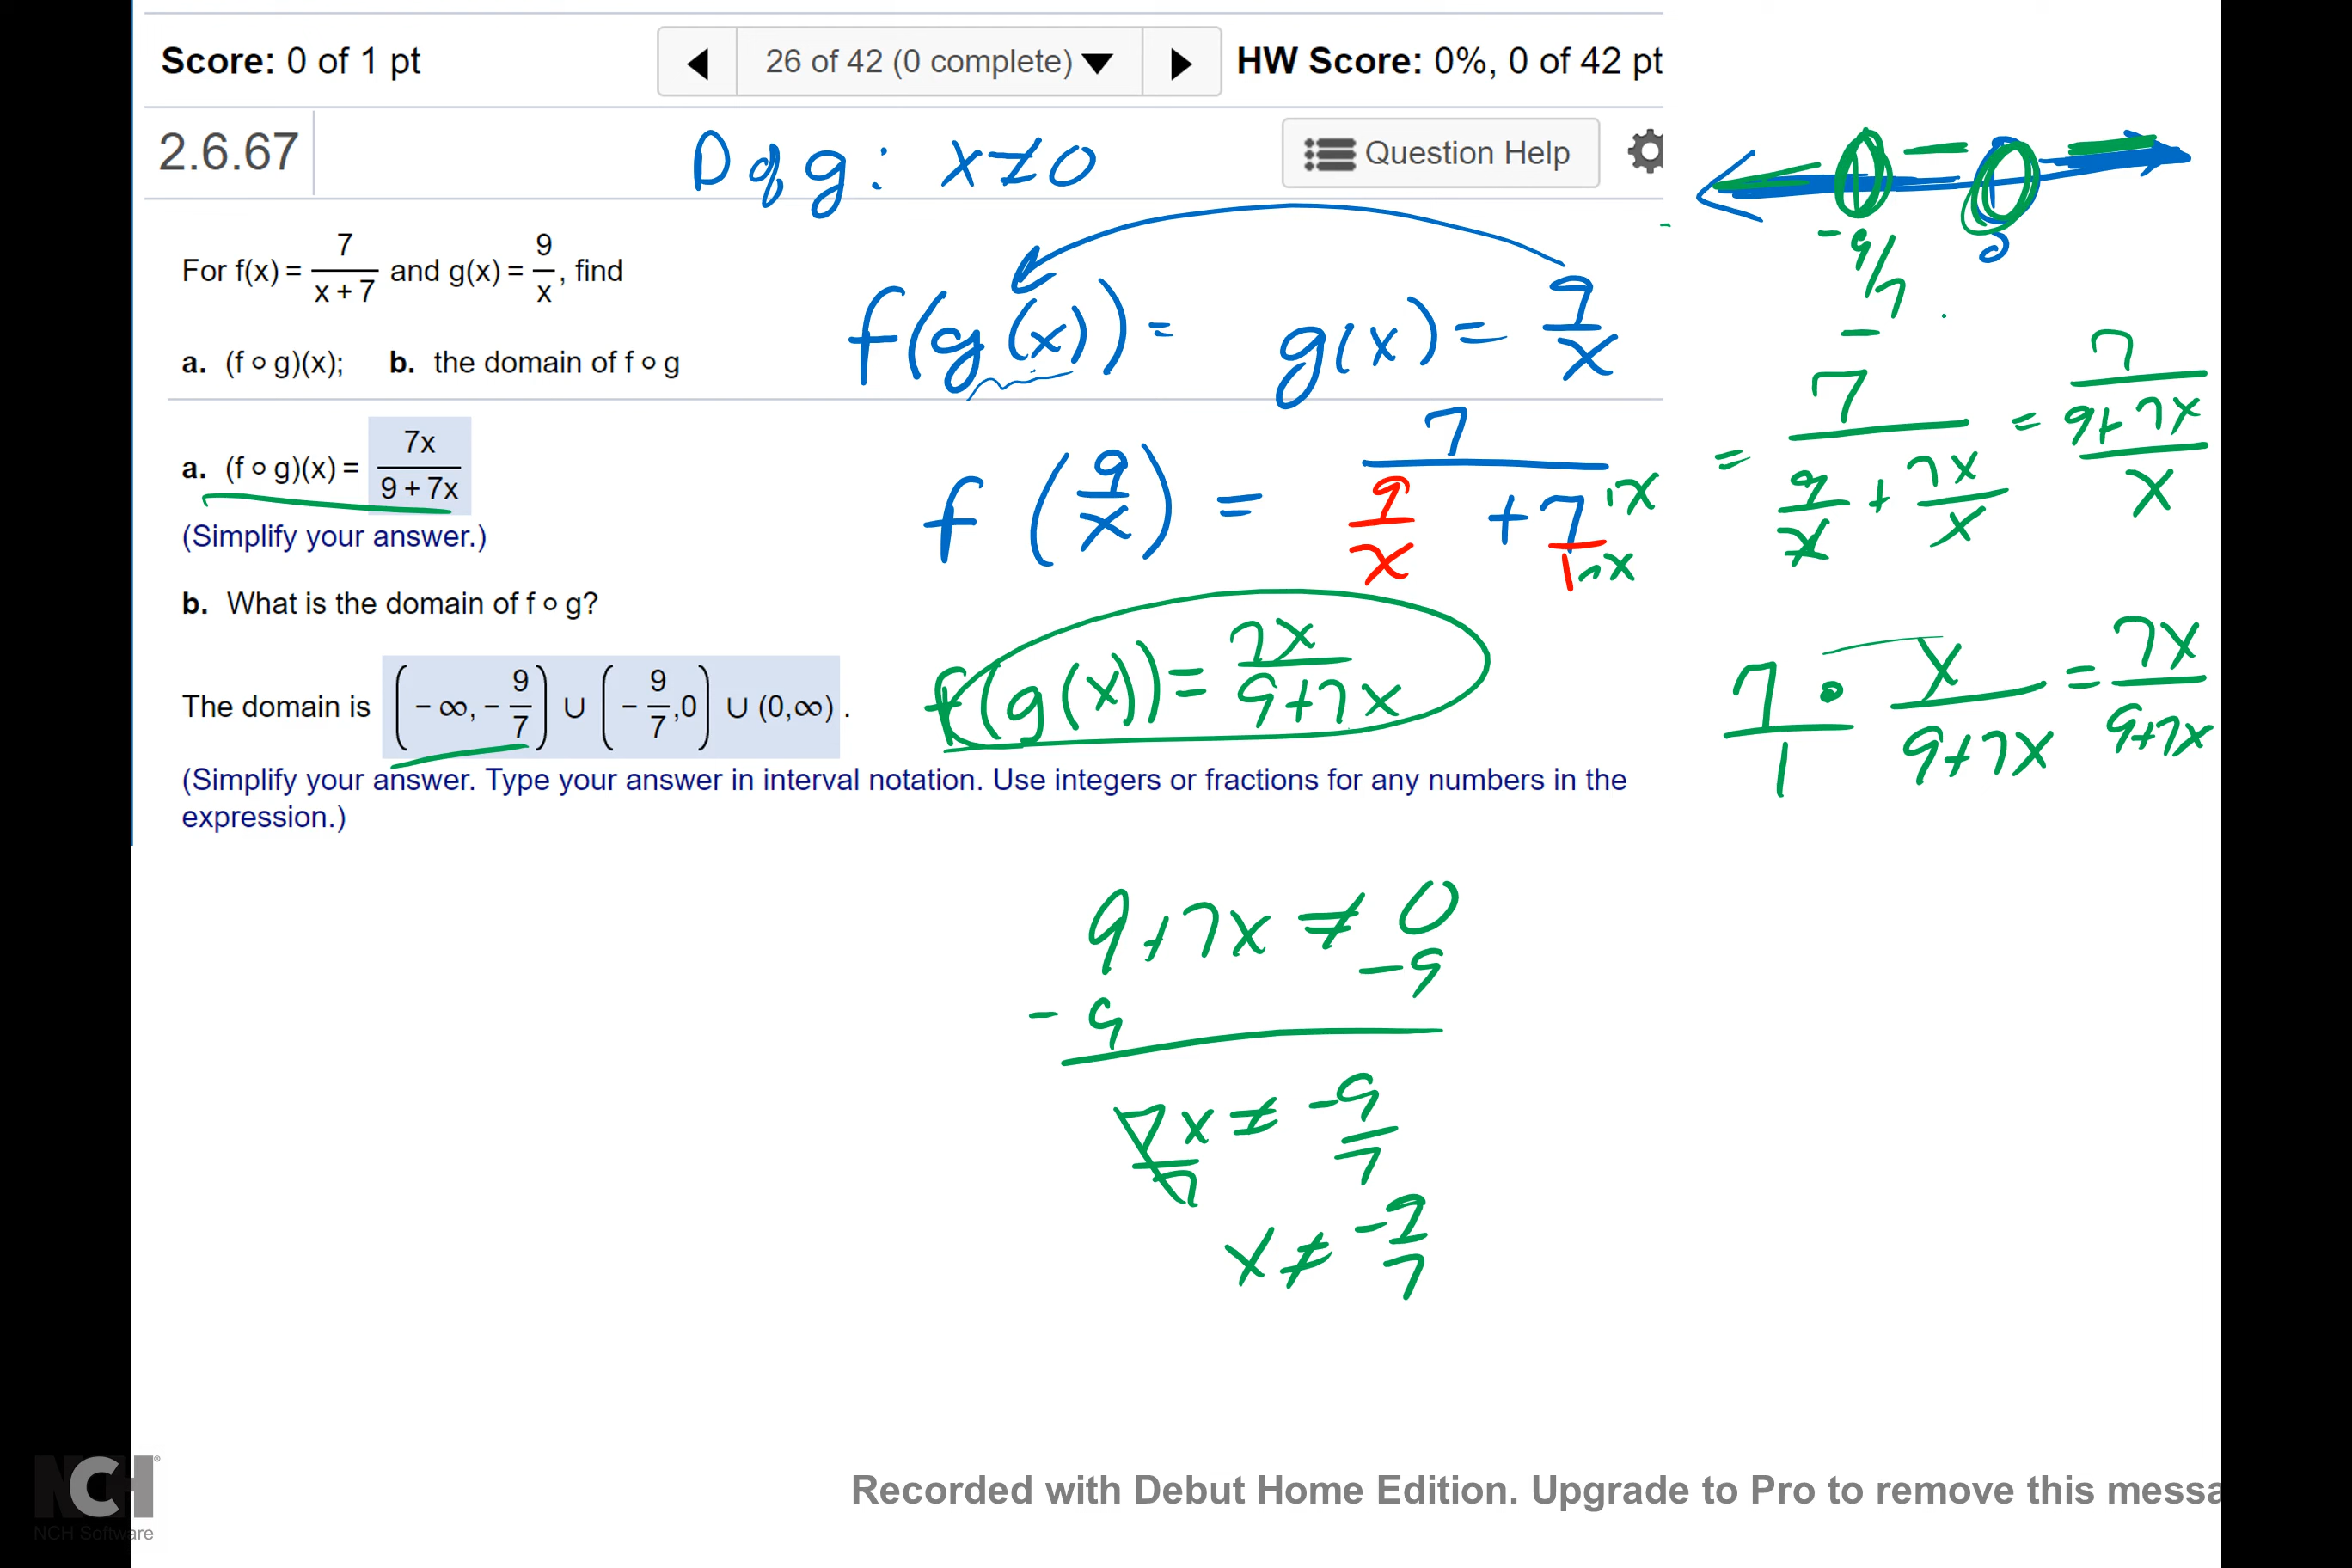 Score: 0 of 1 pt
26 of 42 (0 complete)
HW Score: 0%, 0 of 42 pt
2.6.67
D of g: x≠0
Question Help
0
-9/7
For f(x) = 7/(x + 7) and g(x) = 9/x, find
f(g(x)) =
g(x) = 9/x
a. (f ∘ g)(x); b. the domain of f ∘ g
a. (f ∘ g)(x) = 7x/(9 + 7x)
f(9/x) = 7/(9/x + 7/1 · x/x) = 7/(9/x + 7x/x) = 7/((9+7x)/x)
(Simplify your answer.)
b. What is the domain of f ∘ g?
f(g(x)) = 7x/(9+7x)
7/1 · x/(9+7x) = 7x/(9+7x)
The domain is (− ∞, − 9/7) ∪ (− 9/7, 0) ∪ (0,∞).
(Simplify your answer. Type your answer in interval notation. Use integers or fractions for any numbers in the
expression.)
9+7x ≠ 0
-9 -9
7x/7 ≠ -9/7
x ≠ -9/7
NCH®
NCH Software
Recorded with Debut Home Edition. Upgrade to Pro to remove this messa